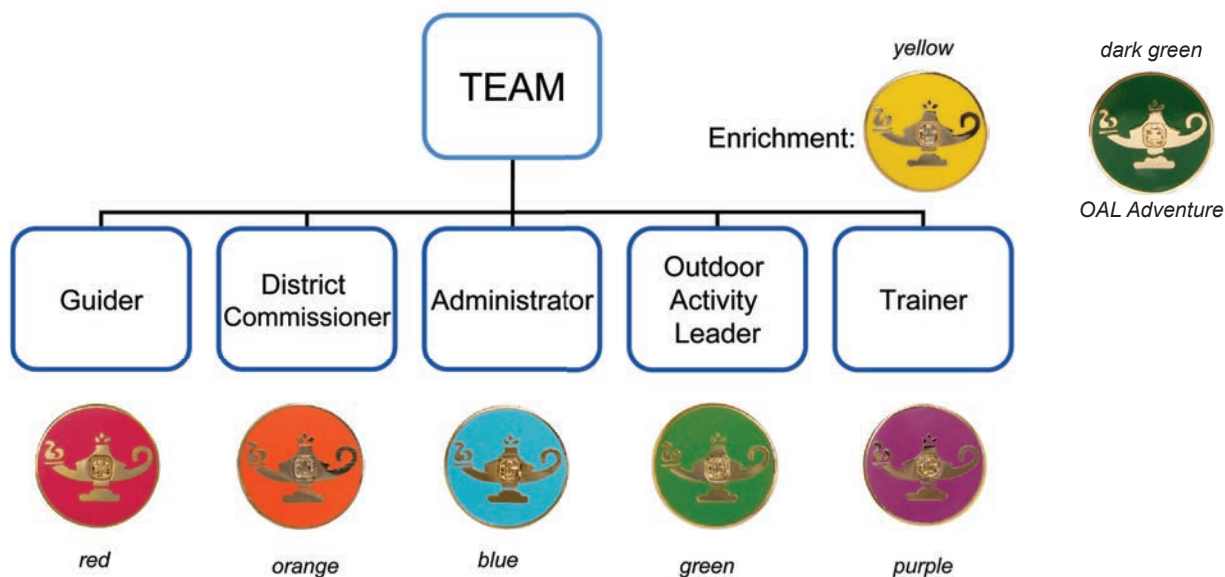 TEAM
yellow
dark green
Enrichment:
OAL Adventure
Guider
District
Commissioner
Administrator
Outdoor
Activity
Leader
Trainer
red
orange
blue
green
purple